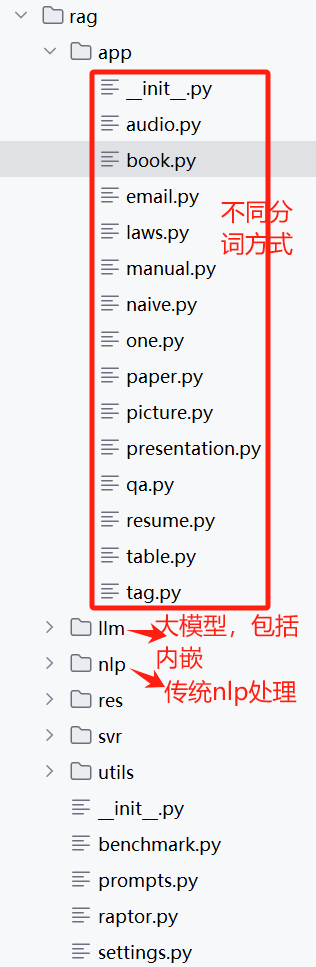 rag
app
__init__.py
audio.py
book.py
email.py
不同分
laws.py
词方式
manual.py
naive.py
one.py
paper.py
picture.py
presentation.py
qa.py
resume.py
table.py
tag.py
llm
大模型，包括
内嵌
nlp
传统nlp处理
res
svr
utils
__init__.py
benchmark.py
prompts.py
raptor.py
settings.py